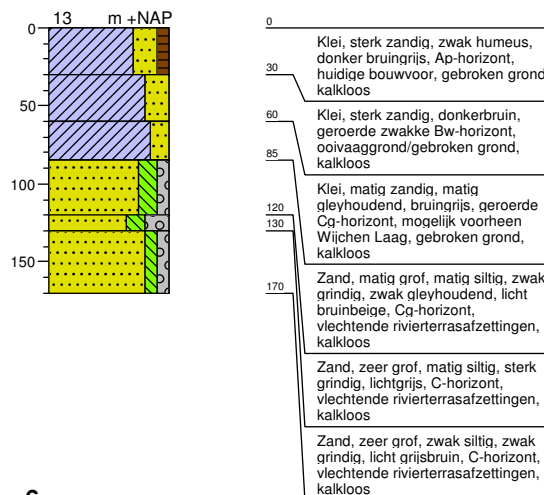 13 m +NAP
0
50
100
150
0
Klei, sterk zandig, zwak humeus,
donker bruingrijs, Ap-horizont,
huidige bouwvoor, gebroken grond
kalkloos
30
Klei, sterk zandig, donkerbruin,
geroerde zwakke Bw-horizont,
ooivaaggrond/gebroken grond,
kalkloos
60
Klei, matig zandig, matig
gleyhoudend, bruingrijs, geroerde
Cg-horizont, mogelijk voorheen
Wijchen Laag, gebroken grond,
kalkloos
85
Zand, matig grof, matig siltig, zwak
grindig, zwak gleyhoudend, licht
bruinbeige, Cg-horizont,
vlechtende rivierterrasafzettingen,
kalkloos
120
Zand, zeer grof, matig siltig, sterk
grindig, lichtgrijs, C-horizont,
vlechtende rivierterrasafzettingen,
kalkloos
130
Zand, zeer grof, zwak siltig, zwak
grindig, licht grijsbruin, C-horizont,
vlechtende rivierterrasafzettingen,
kalkloos
170